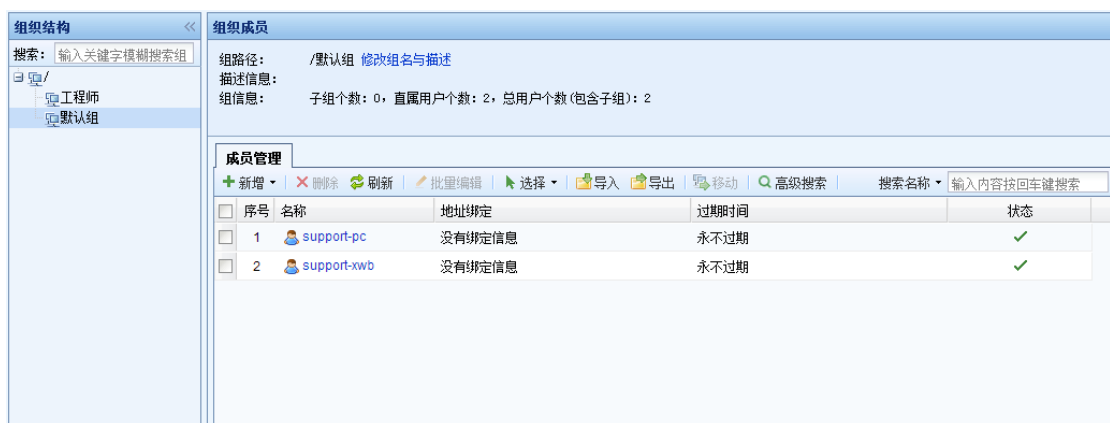 组织结构
搜索： 输入关键字模糊搜索组
/
工程师
默认组
组织成员
组路径： /默认组 修改组名与描述
描述信息：
组信息： 子组个数：0，直属用户个数：2，总用户个数(包含子组)：2
成员管理
新增 删除 刷新 批量编辑 选择 导入 导出 移动 高级搜索 搜索名称 输入内容按回车键搜索
序号 名称 地址绑定 过期时间 状态
1 support-pc 没有绑定信息 永不过期
2 support-xwb 没有绑定信息 永不过期